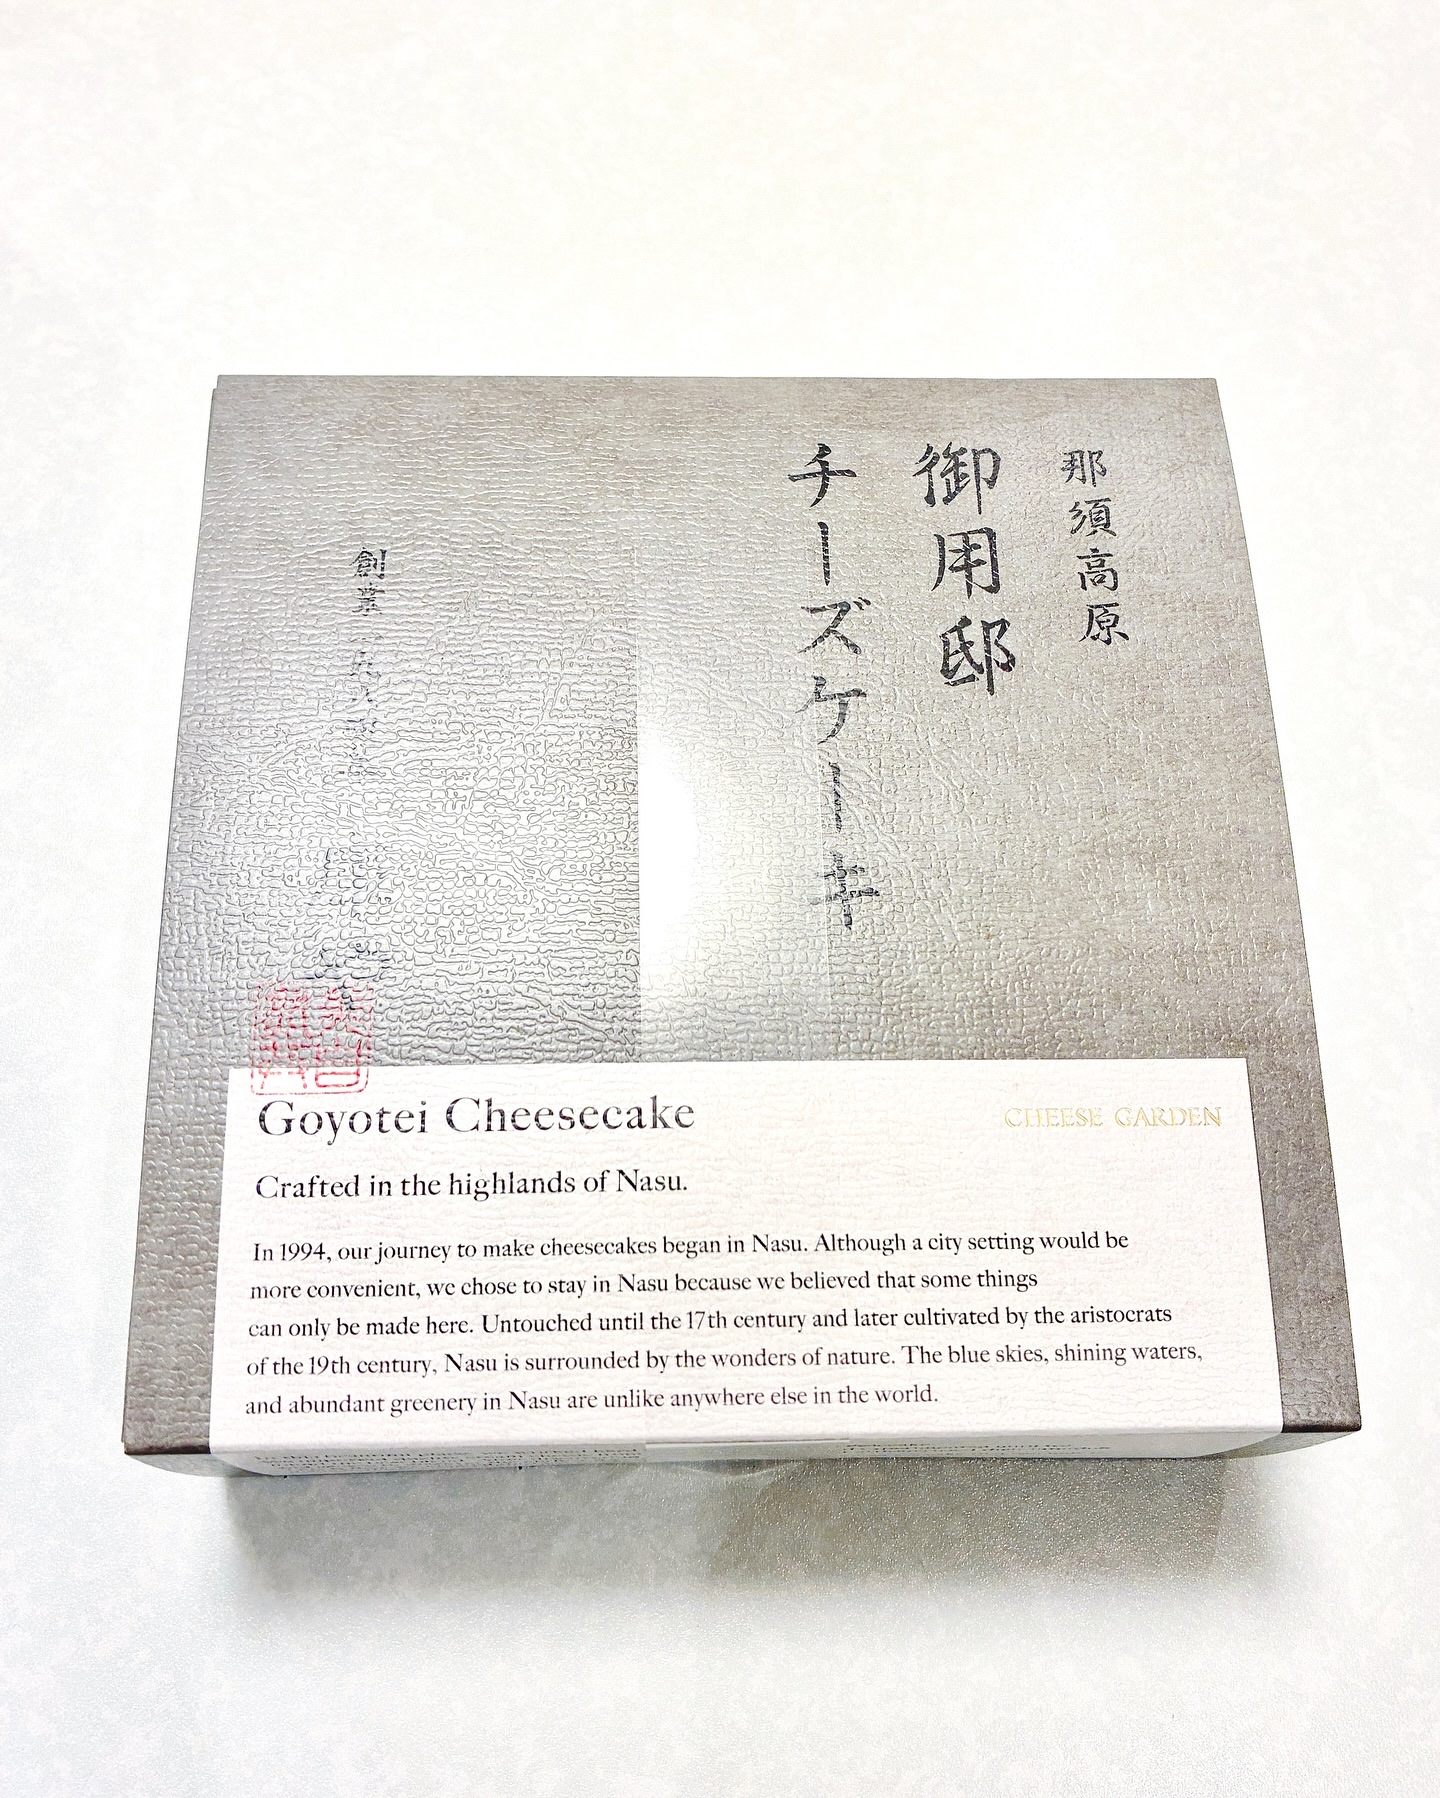 那須高原
御用邸
チーズケーキ
創業
Goyotei Cheesecake
CHEESE GARDEN
Crafted in the highlands of Nasu.
In 1994, our journey to make cheesecakes began in Nasu. Although a city setting would be
more convenient, we chose to stay in Nasu because we believed that some things
can only be made here. Untouched until the 17th century and later cultivated by the aristocrats
of the 19th century, Nasu is surrounded by the wonders of nature. The blue skies, shining waters,
and abundant greenery in Nasu are unlike anywhere else in the world.